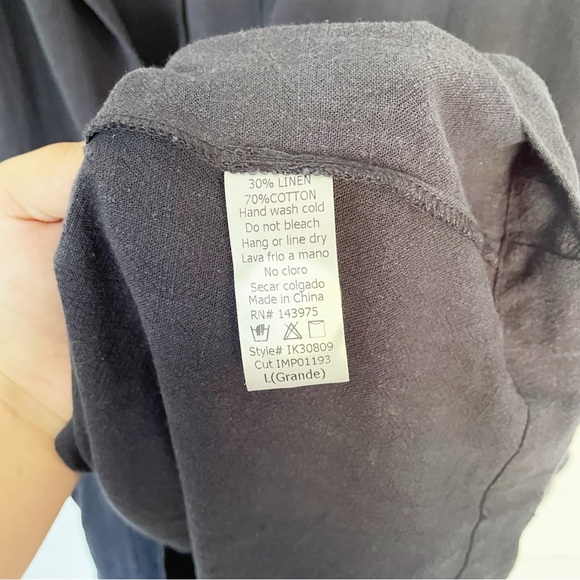 30% LINEN
70%COTTON
Hand wash cold
Do not bleach
Hang or line dry
Lava frio a mano
No cloro
Secar colgado
Made in China
RN# 143975
Style# IK30809
Cut IMP01193
L(Grande)